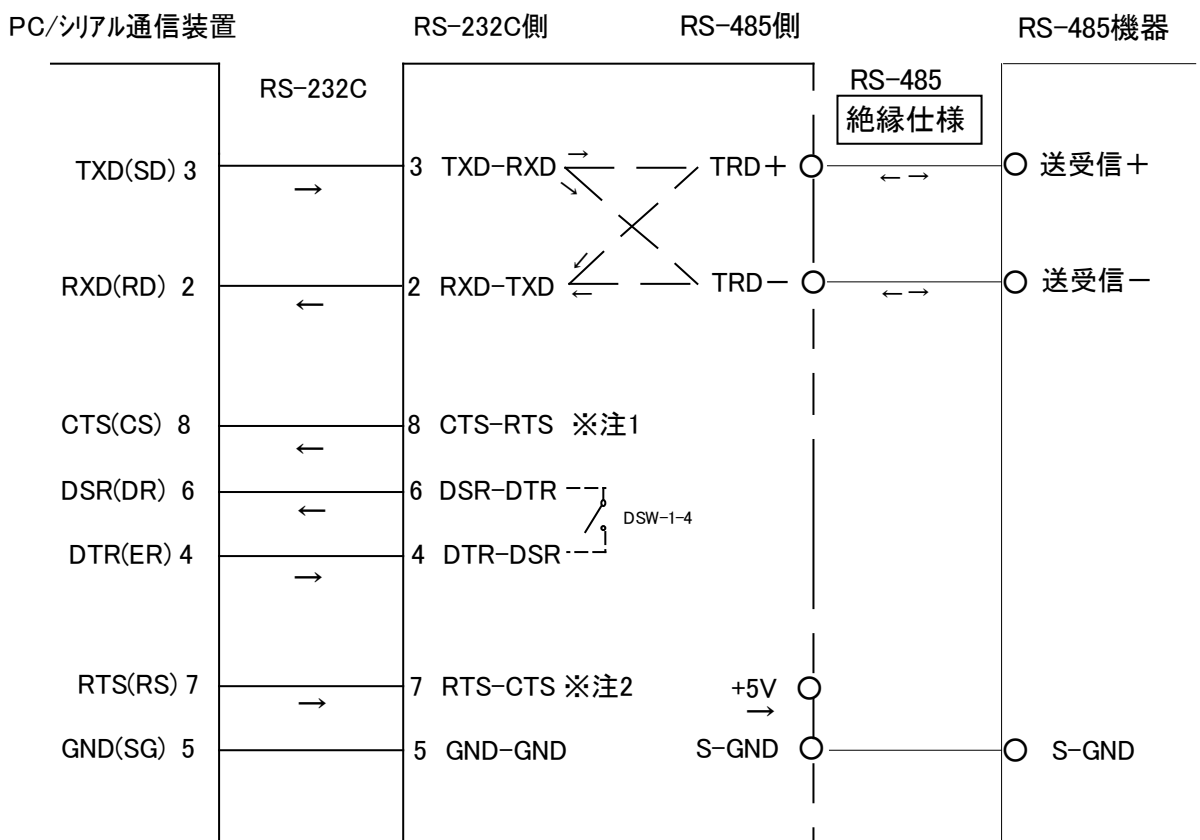 PC/シリアル通信装置 RS-232C側 RS-485側 RS-485機器
RS-232C RS-485
絶縁仕様
TXD(SD) 3 → 3 TXD-RXD → TRD+ ← → 送受信+
RXD(RD) 2 ← 2 RXD-TXD ← TRD- ← → 送受信-
CTS(CS) 8 ← 8 CTS-RTS ※注1
DSR(DR) 6 ← 6 DSR-DTR
DSW-1-4
DTR(ER) 4 → 4 DTR-DSR
RTS(RS) 7 → 7 RTS-CTS ※注2 +5V →
GND(SG) 5 5 GND-GND S-GND S-GND